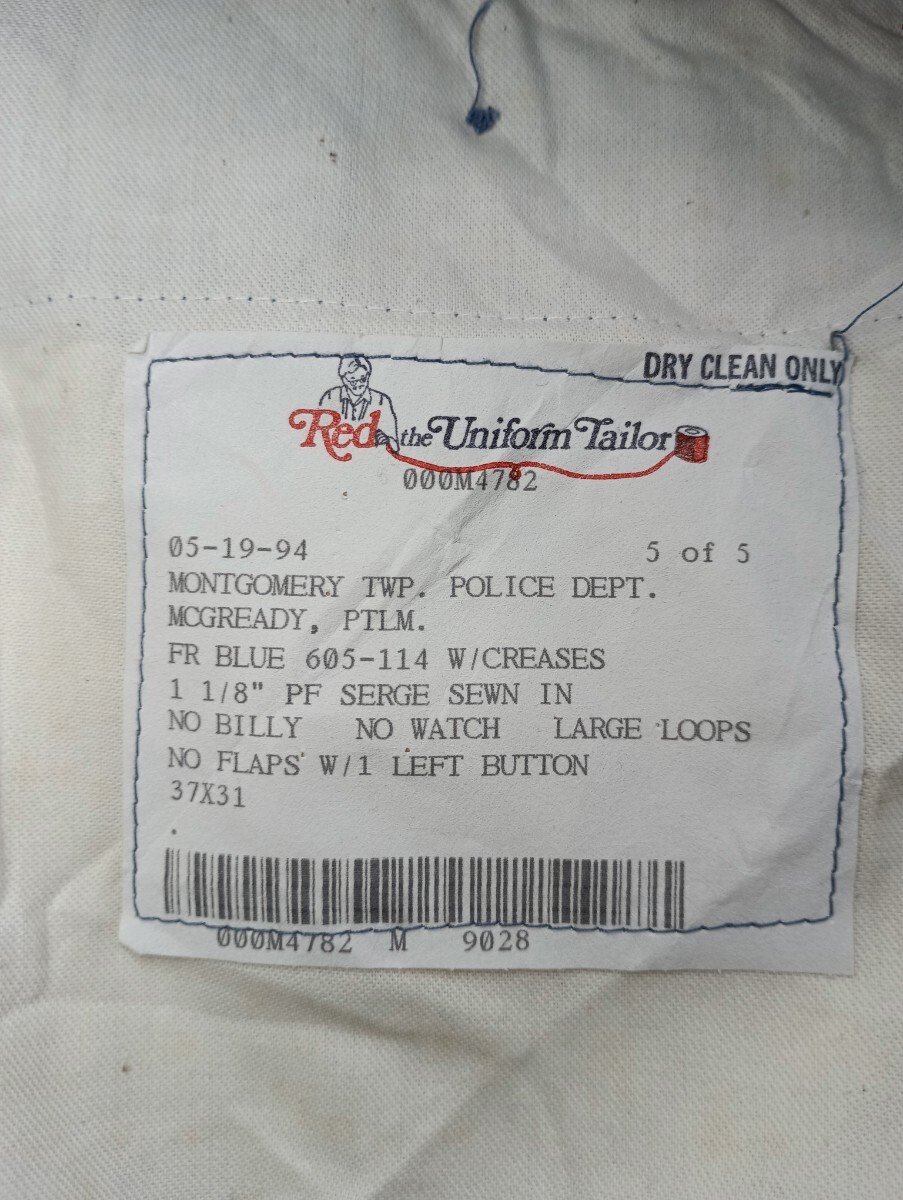 DRY CLEAN ONLY
Red the Uniform Tailor
000M4782
05-19-94 5 of 5
MONTGOMERY TWP. POLICE DEPT.
MCGREADY, PTLM.
FR BLUE 605-114 W/CREASES
1 1/8" PF SERGE SEWN IN
NO BILLY NO WATCH LARGE LOOPS
NO FLAPS W/1 LEFT BUTTON
37X31
000M4782 M 9028